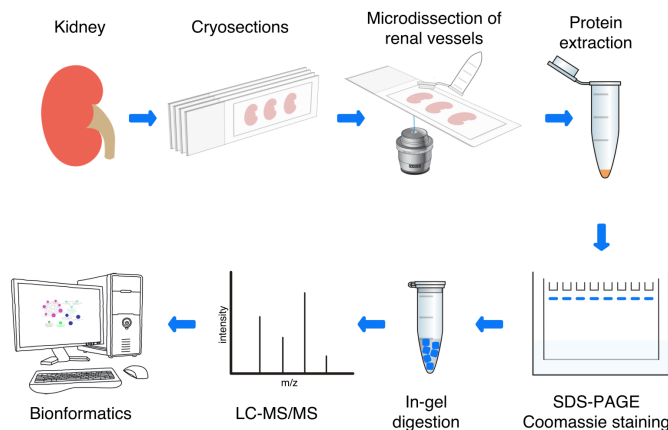 Kidney
Cryosections
Microdissection of
renal vessels
Protein
extraction
intensity
m/z
Bionformatics
LC-MS/MS
In-gel
digestion
SDS-PAGE
Coomassie staining